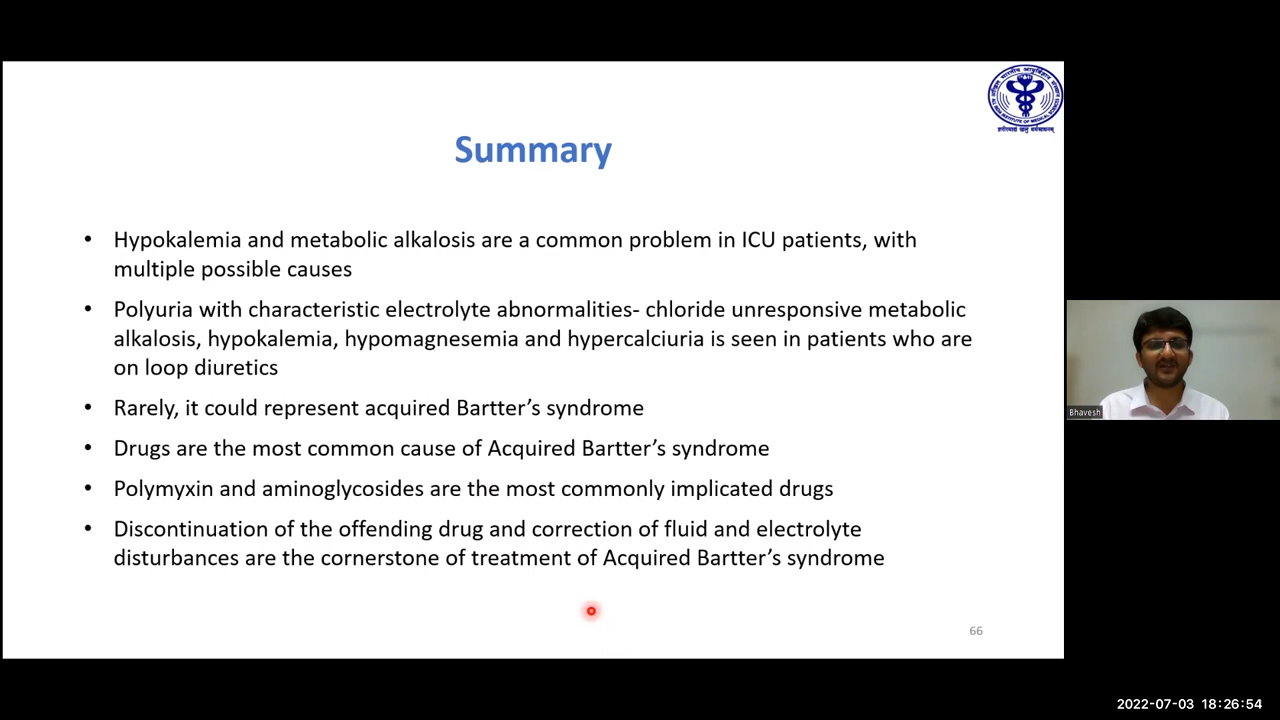 Summary
• Hypokalemia and metabolic alkalosis are a common problem in ICU patients, with
multiple possible causes
• Polyuria with characteristic electrolyte abnormalities- chloride unresponsive metabolic
alkalosis, hypokalemia, hypomagnesemia and hypercalciuria is seen in patients who are
on loop diuretics
• Rarely, it could represent acquired Bartter’s syndrome
• Drugs are the most common cause of Acquired Bartter’s syndrome
• Polymyxin and aminoglycosides are the most commonly implicated drugs
• Discontinuation of the offending drug and correction of fluid and electrolyte
disturbances are the cornerstone of treatment of Acquired Bartter’s syndrome
66
Bhavesh
2022-07-03 18:26:54